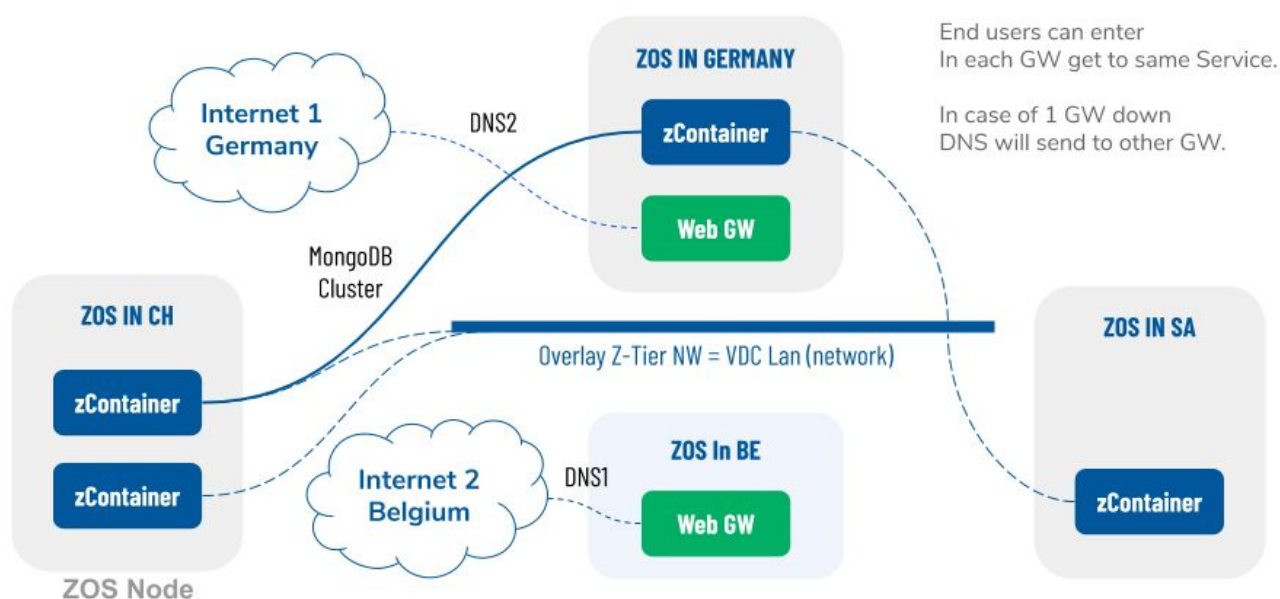 End users can enter
In each GW get to same Service.
In case of 1 GW down
DNS will send to other GW.
ZOS IN GERMANY
zContainer
Web GW
Internet 1
Germany
DNS2
MongoDB
Cluster
ZOS IN CH
zContainer
zContainer
ZOS Node
Overlay Z-Tier NW = VDC Lan (network)
ZOS IN SA
zContainer
Internet 2
Belgium
DNS1
ZOS In BE
Web GW